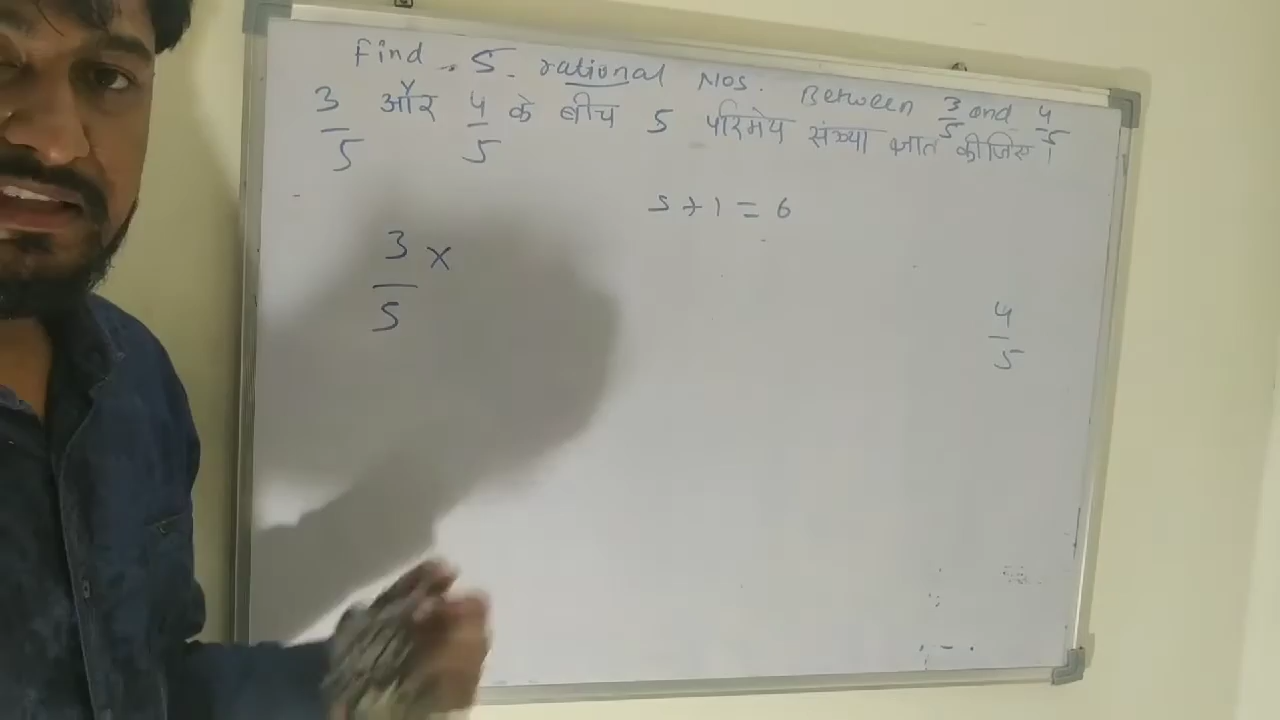 Find . 5 . rational Nos. Between 3/5 and 4/5
3/5 और 4/5 के बीच 5 परिमेय संख्या ज्ञात कीजिए।
5+1 = 6
3/5 ×
4/5